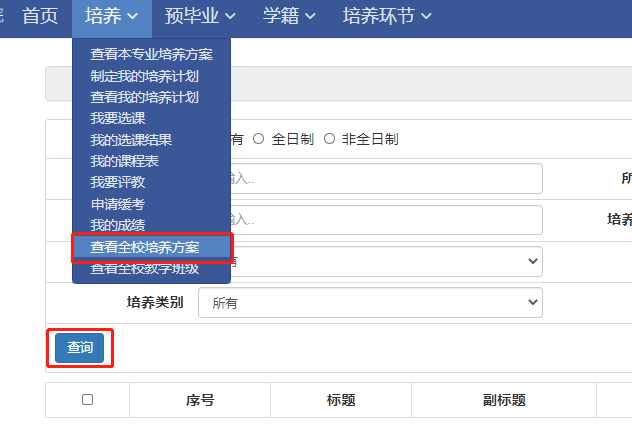 首页 培养 预毕业 学籍 培养环节
查看本专业培养方案
制定我的培养计划
查看我的培养计划
我要选课
我的选课结果
我的课程表
我要评教
申请缓考
我的成绩
查看全校培养方案
查看全校教学班级
有 全日制 非全日制
输入..
所
输入..
培养
有
培养类别 所有
查询
序号 标题 副标题